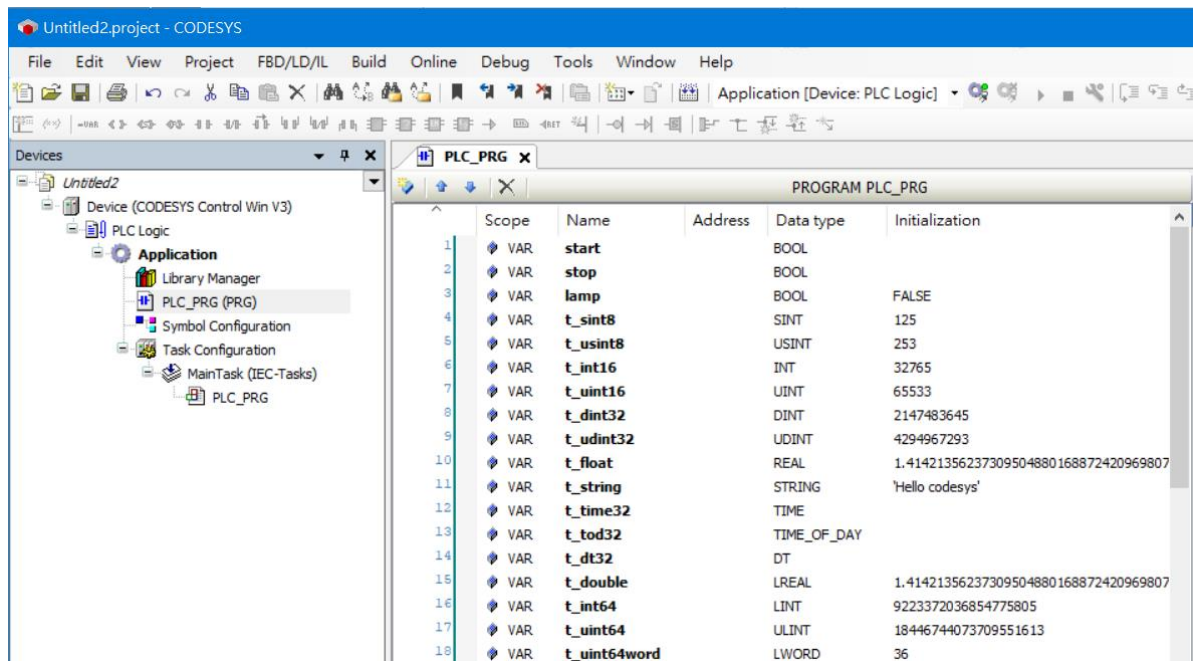 Untitled2.project - CODESYS
File Edit View Project FBD/LD/IL Build Online Debug Tools Window Help
Application [Device: PLC Logic]
Devices
PLC_PRG
Untitled2
PROGRAM PLC_PRG
Device (CODESYS Control Win V3)
PLC Logic
Application
Library Manager
PLC_PRG (PRG)
Symbol Configuration
Task Configuration
MainTask (IEC-Tasks)
PLC_PRG
Scope Name Address Data type Initialization
1 VAR start BOOL
2 VAR stop BOOL
3 VAR lamp BOOL FALSE
4 VAR t_sint8 SINT 125
5 VAR t_usint8 USINT 253
6 VAR t_int16 INT 32765
7 VAR t_uint16 UINT 65533
8 VAR t_dint32 DINT 2147483645
9 VAR t_udint32 UDINT 4294967293
10 VAR t_float REAL 1.41421356237309504880168872420969807
11 VAR t_string STRING 'Hello codesys'
12 VAR t_time32 TIME
13 VAR t_tod32 TIME_OF_DAY
14 VAR t_dt32 DT
15 VAR t_double LREAL 1.41421356237309504880168872420969807
16 VAR t_int64 LINT 9223372036854775805
17 VAR t_uint64 ULINT 18446744073709551613
18 VAR t_uint64word LWORD 36